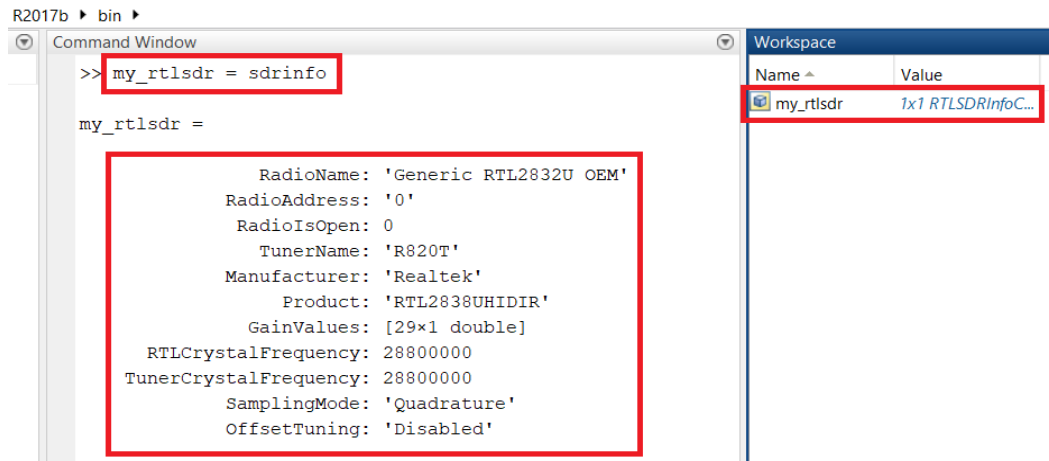 R2017b ▸ bin ▸
Command Window
>> my_rtlsdr = sdrinfo
my_rtlsdr =
RadioName: 'Generic RTL2832U OEM'
RadioAddress: '0'
RadioIsOpen: 0
TunerName: 'R820T'
Manufacturer: 'Realtek'
Product: 'RTL2838UHIDIR'
GainValues: [29×1 double]
RTLCrystalFrequency: 28800000
TunerCrystalFrequency: 28800000
SamplingMode: 'Quadrature'
OffsetTuning: 'Disabled'
Workspace
Name Value
my_rtlsdr 1x1 RTLSDRInfoC...